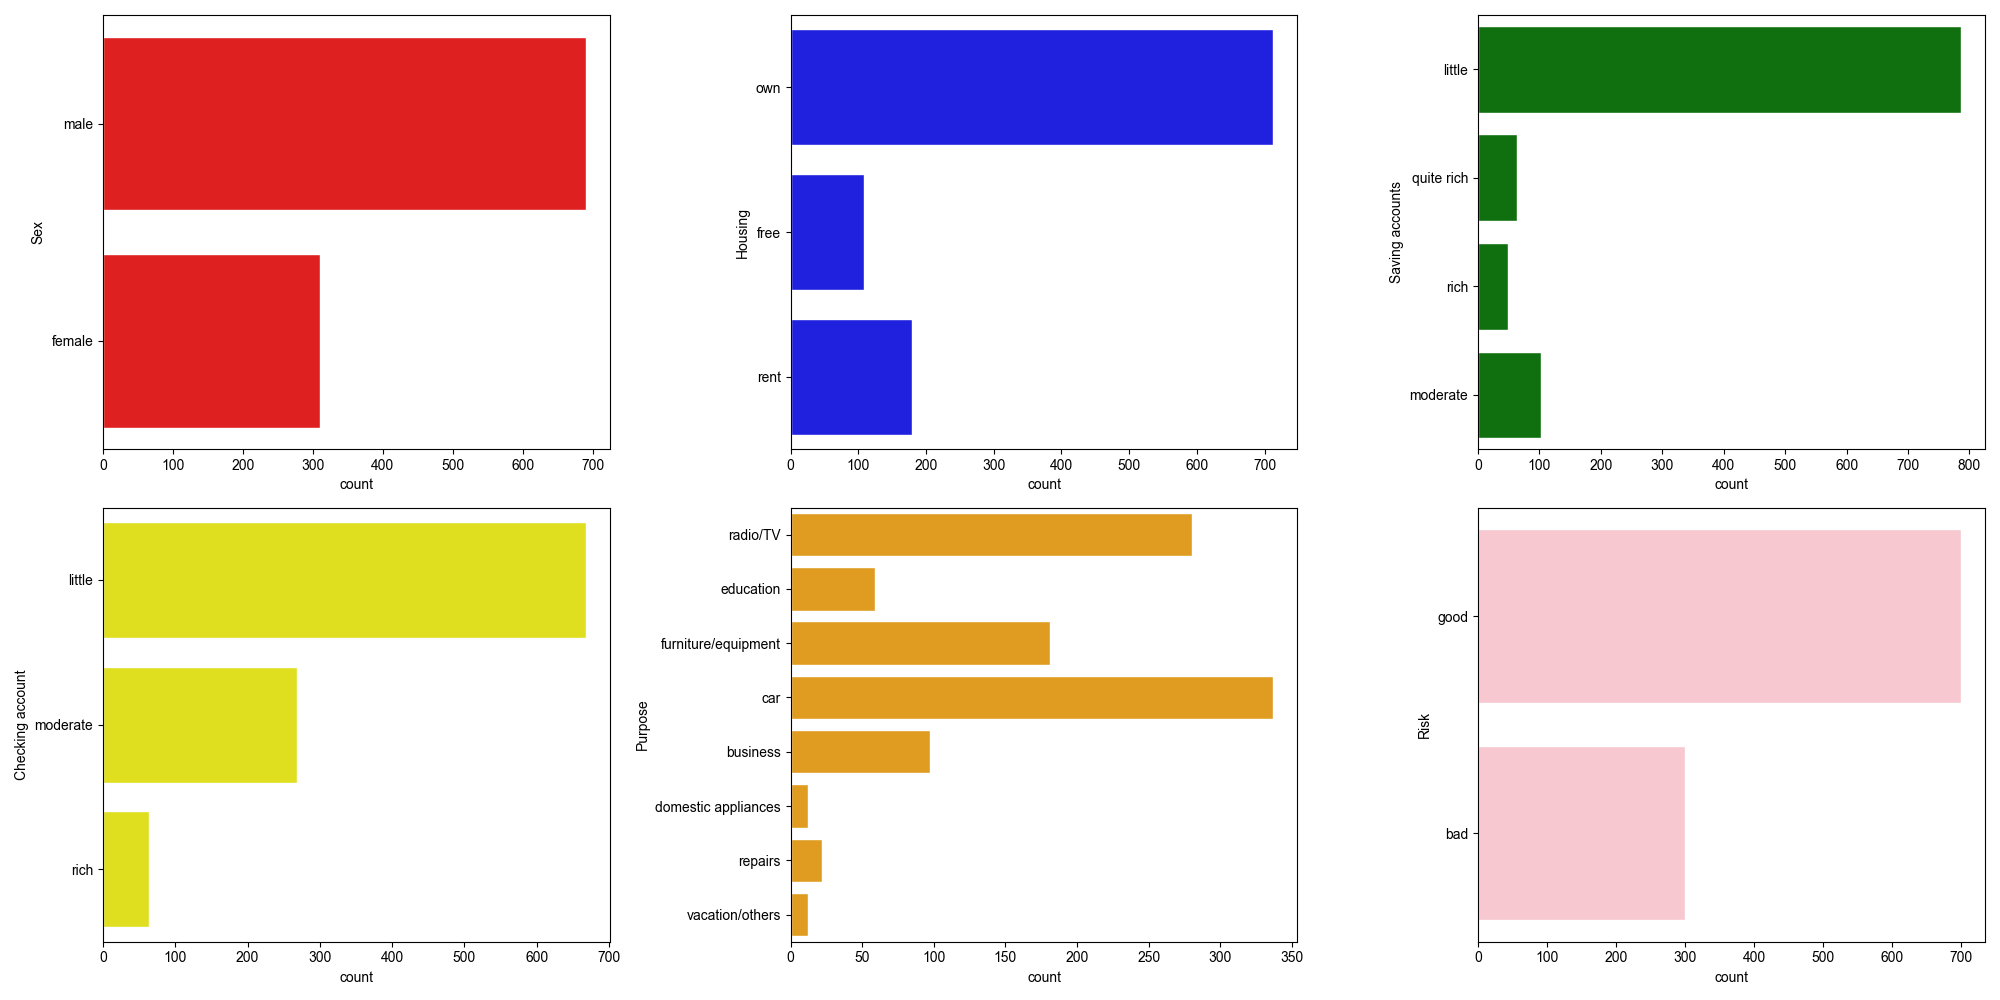 Sex
male
female
0 100 200 300 400 500 600 700
count
Housing
own
free
rent
0 100 200 300 400 500 600 700
count
Saving accounts
little
quite rich
rich
moderate
0 100 200 300 400 500 600 700 800
count
Checking account
little
moderate
rich
0 100 200 300 400 500 600 700
count
Purpose
radio/TV
education
furniture/equipment
car
business
domestic appliances
repairs
vacation/others
0 50 100 150 200 250 300 350
count
Risk
good
bad
0 100 200 300 400 500 600 700
count